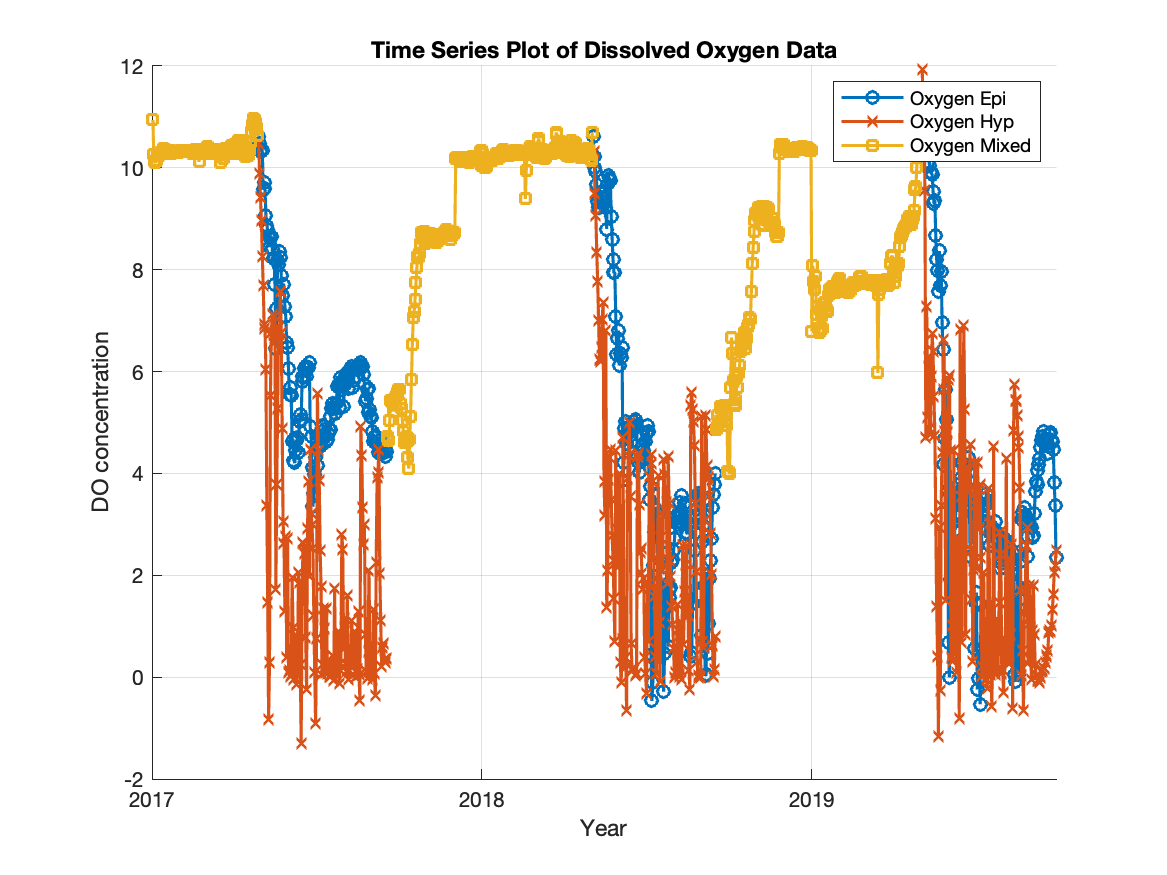 Time Series Plot of Dissolved Oxygen Data
12
10
8
6
4
2
0
-2
DO concentration
2017
2018
2019
Year
Oxygen Epi
Oxygen Hyp
Oxygen Mixed